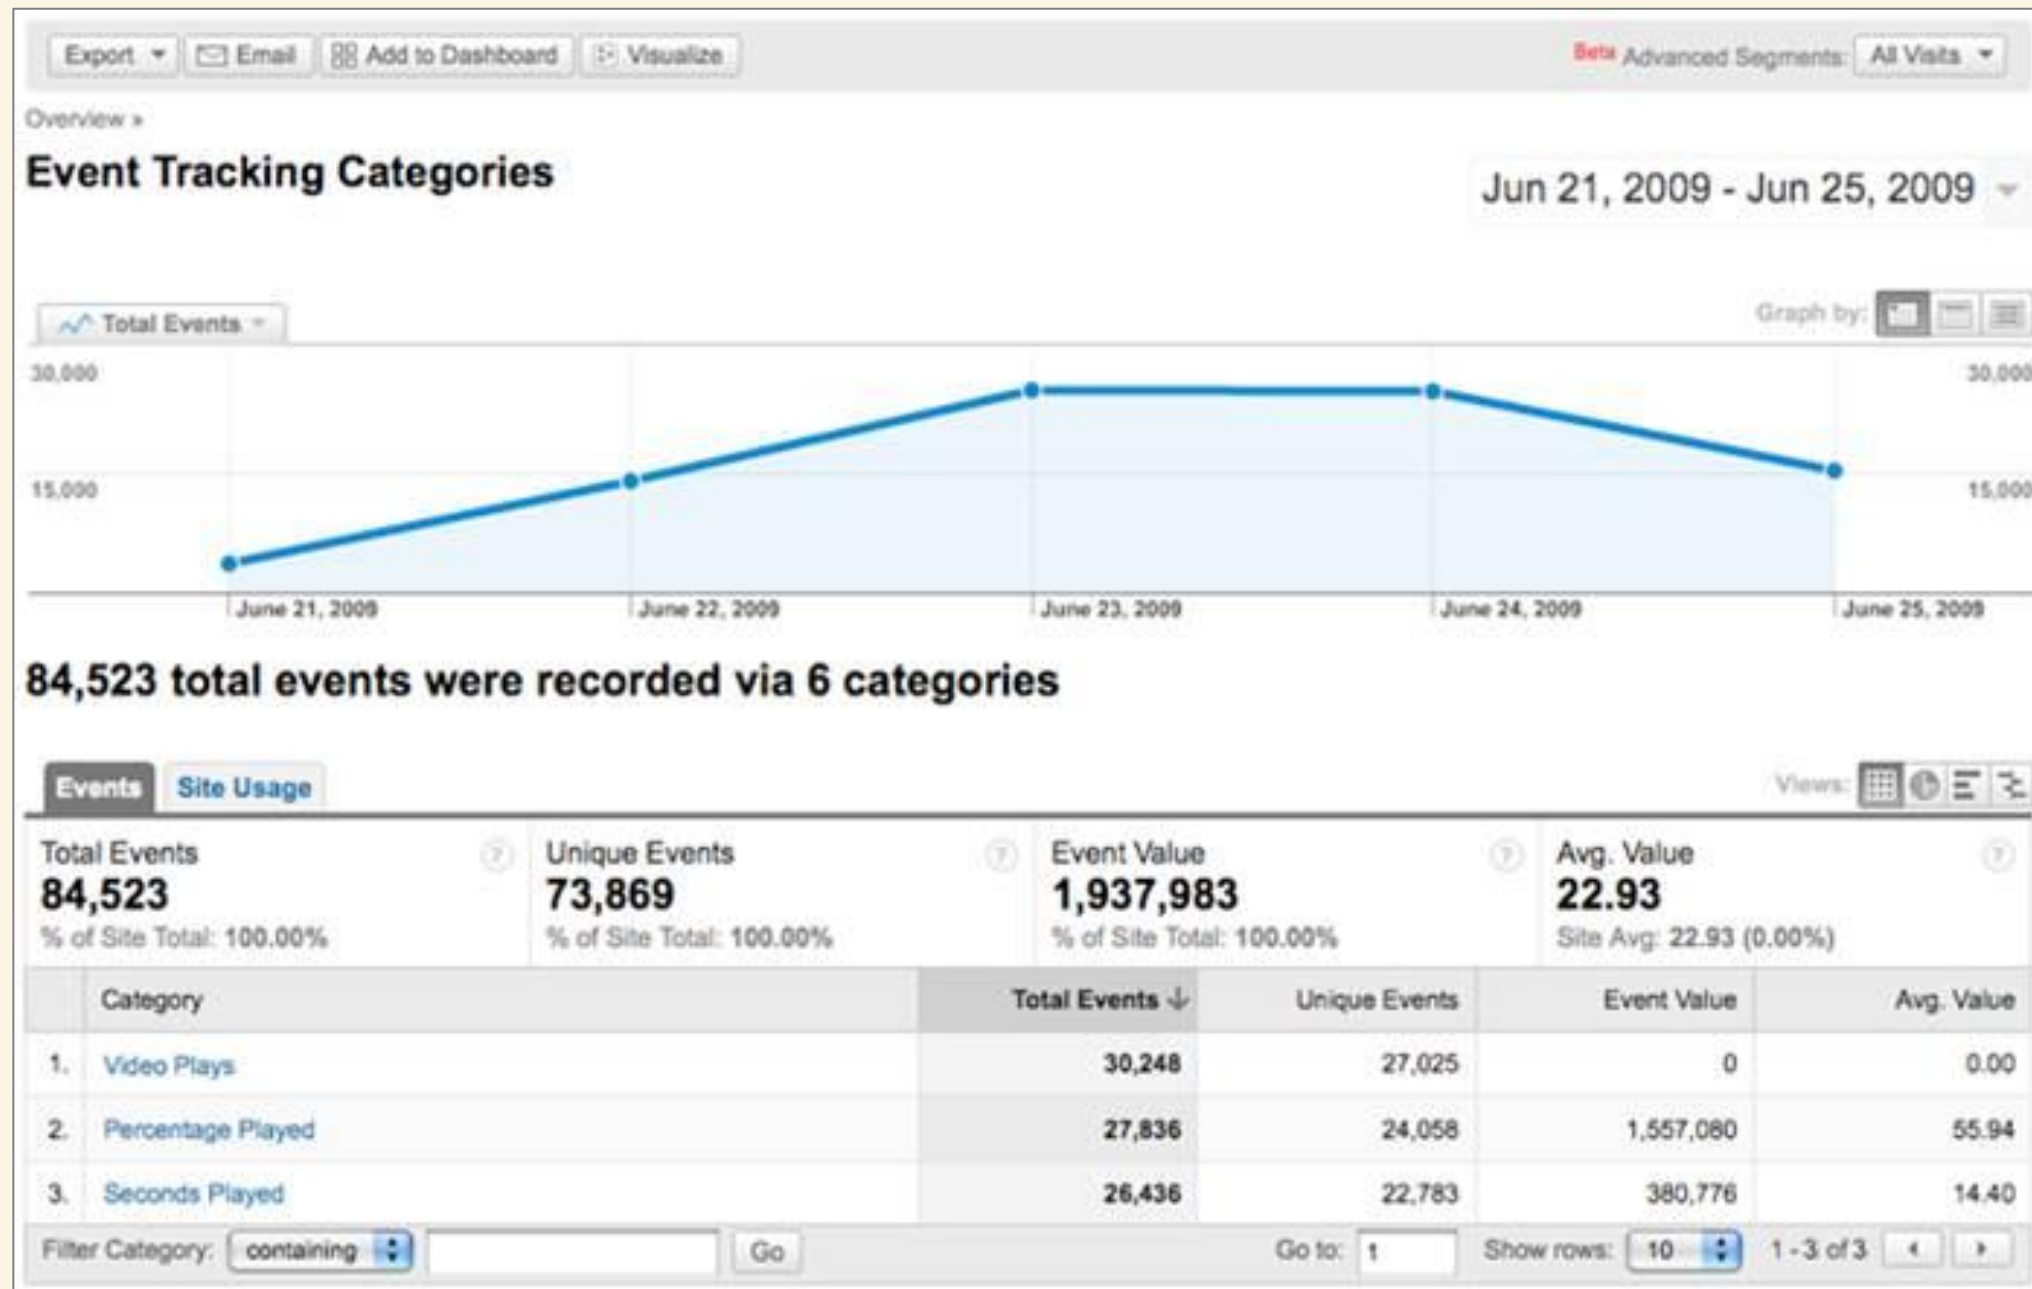 Export Email Add to Dashboard Visualize Beta Advanced Segments: All Visits
Overview »
Event Tracking Categories
Jun 21, 2009 - Jun 25, 2009
Total Events Graph by:
30,000 30,000
15,000 15,000
June 21, 2009 June 22, 2009 June 23, 2009 June 24, 2009 June 25, 2009
84,523 total events were recorded via 6 categories
Events Site Usage Views:
Total Events ? Unique Events ? Event Value ? Avg. Value ?
84,523 73,869 1,937,983 22.93
% of Site Total: 100.00% % of Site Total: 100.00% % of Site Total: 100.00% Site Avg: 22.93 (0.00%)
Category Total Events Unique Events Event Value Avg. Value
1. Video Plays 30,248 27,025 0 0.00
2. Percentage Played 27,836 24,058 1,557,080 55.94
3. Seconds Played 26,436 22,783 380,776 14.40
Filter Category: containing Go Go to: 1 Show rows: 10 1 - 3 of 3